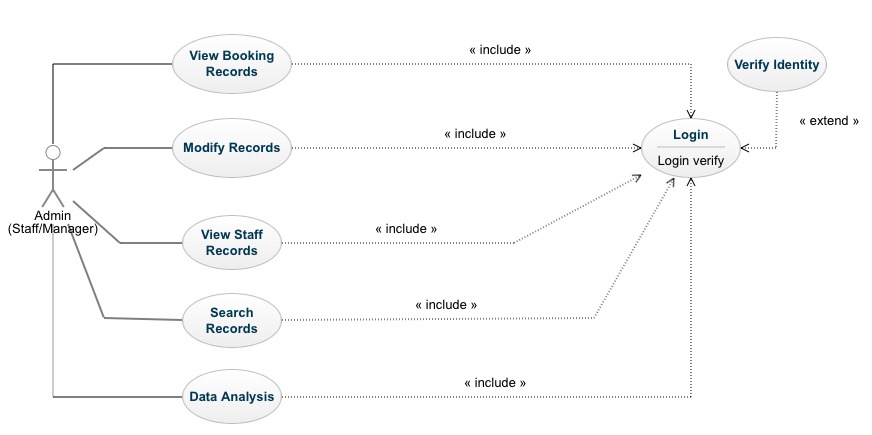 « include »
View Booking
Records
Verify Identity
« extend »
« include »
Login
Modify Records
Login verify
Admin
(Staff/Manager)
« include »
View Staff
Records
« include »
Search
Records
« include »
Data Analysis